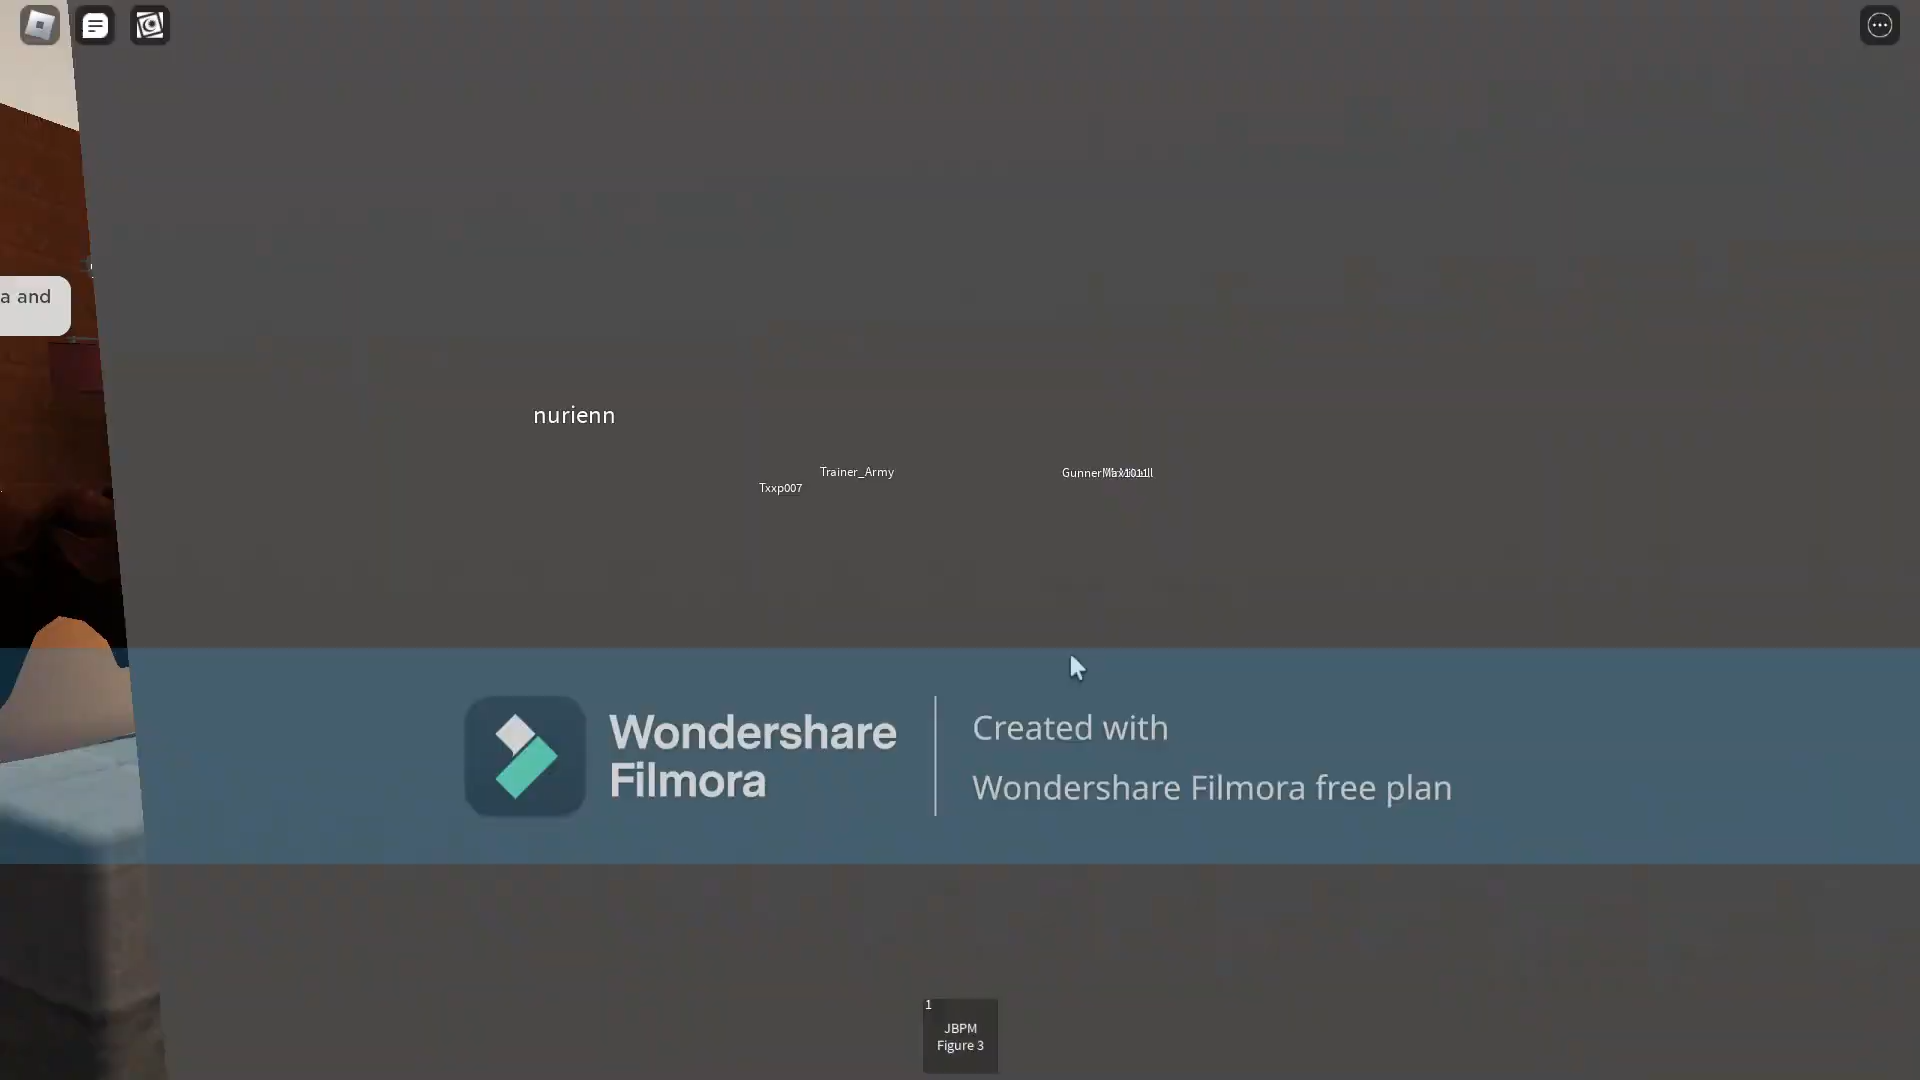 a and
nurienn
Trainer_Army
Txxp007
Wondershare
Filmora
Created with
Wondershare Filmora free plan
1
JBPM
Figure 3